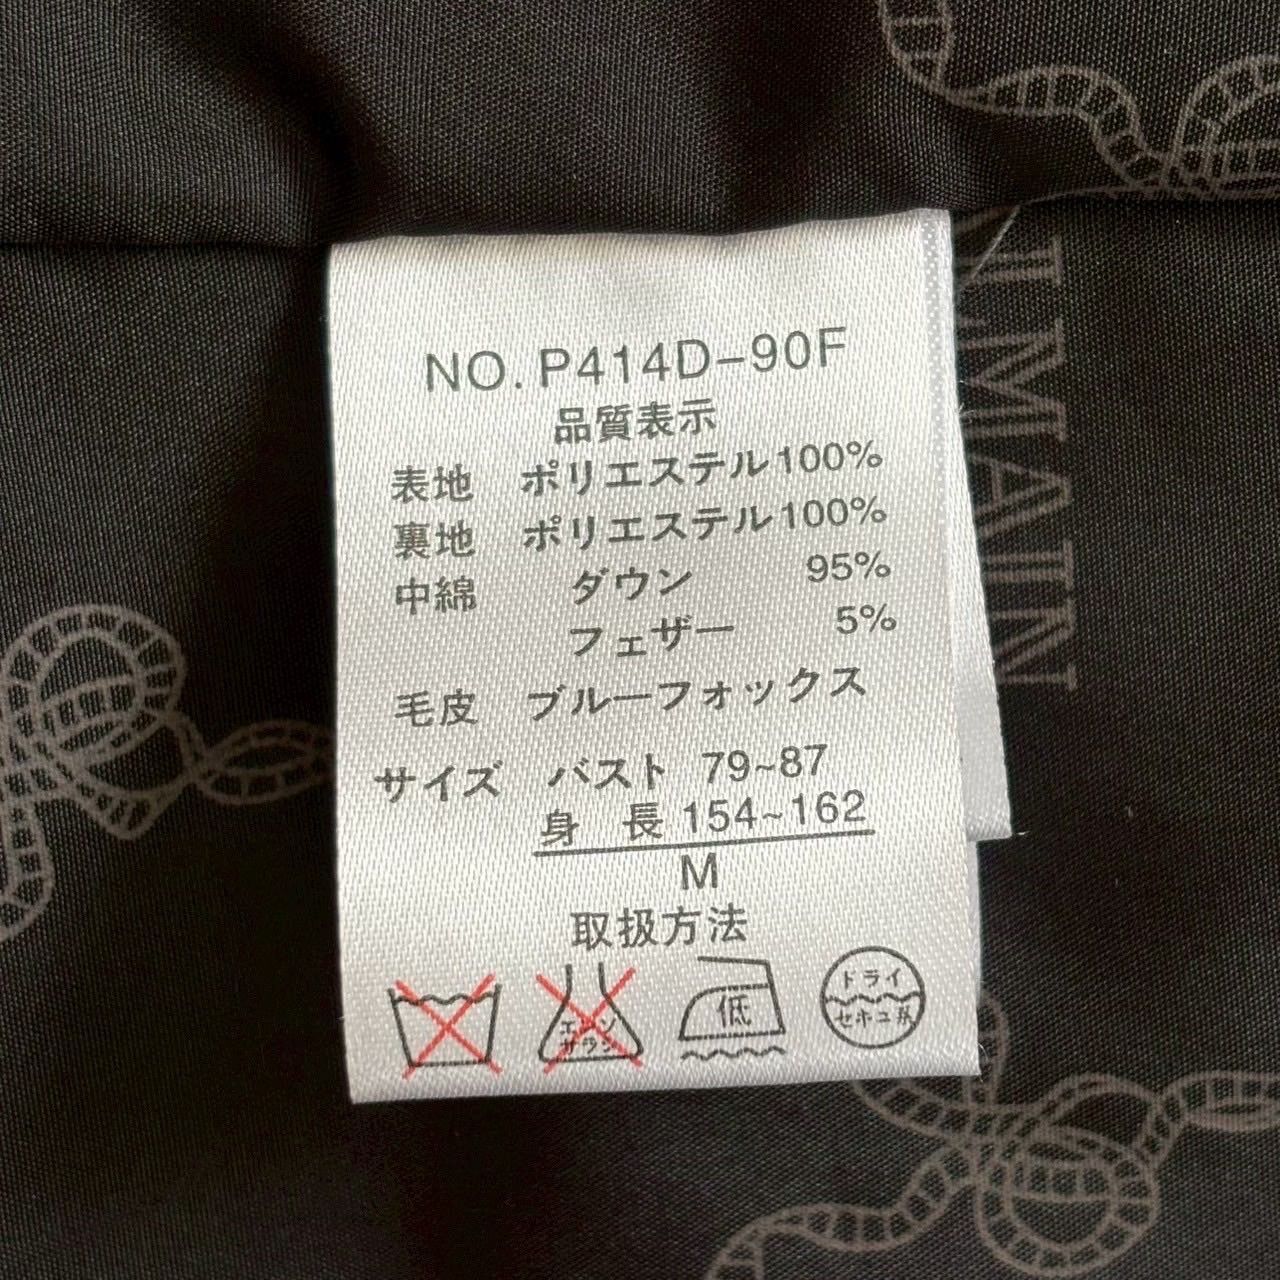 NO. P414D-90F
品質表示
表地 ポリエステル100%
裏地 ポリエステル100%
中綿 ダウン 95%
フェザー 5%
毛皮 ブルーフォックス
サイズ バスト 79~87
身 長 154~162
M
取扱方法
エンソ
サラシ
低
ドライ
セキユ系